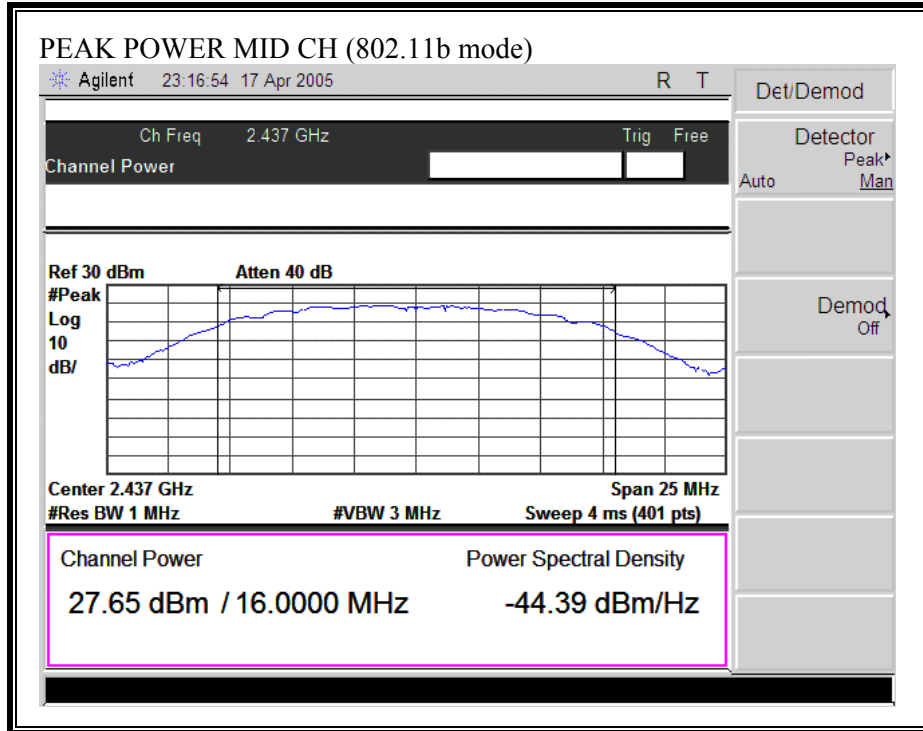 PEAK POWER MID CH (802.11b mode)
Agilent 23:16:54 17 Apr 2005 R T
Det/Demod
Ch Freq 2.437 GHz Trig Free
Channel Power
Detector
Peak
Auto Man
Ref 30 dBm Atten 40 dB
#Peak
Log
10
dB/
Demod
Off
Center 2.437 GHz Span 25 MHz
#Res BW 1 MHz #VBW 3 MHz Sweep 4 ms (401 pts)
Channel Power Power Spectral Density
27.65 dBm / 16.0000 MHz -44.39 dBm/Hz